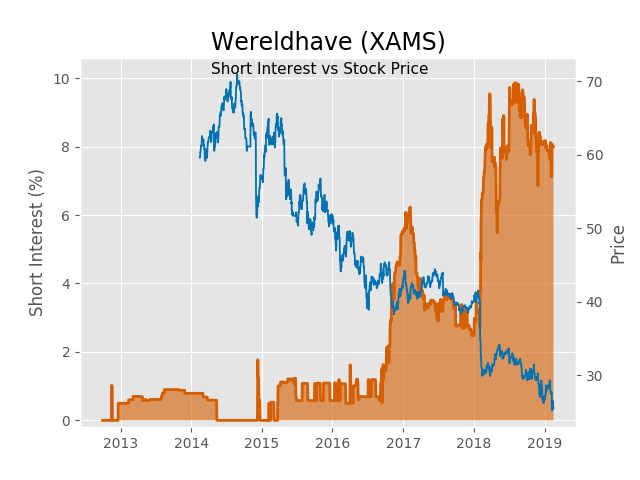 Wereldhave (XAMS)
Short Interest vs Stock Price
Short Interest (%)
10
8
6
4
2
0
70
60
50
40
30
Price
2013 2014 2015 2016 2017 2018 2019